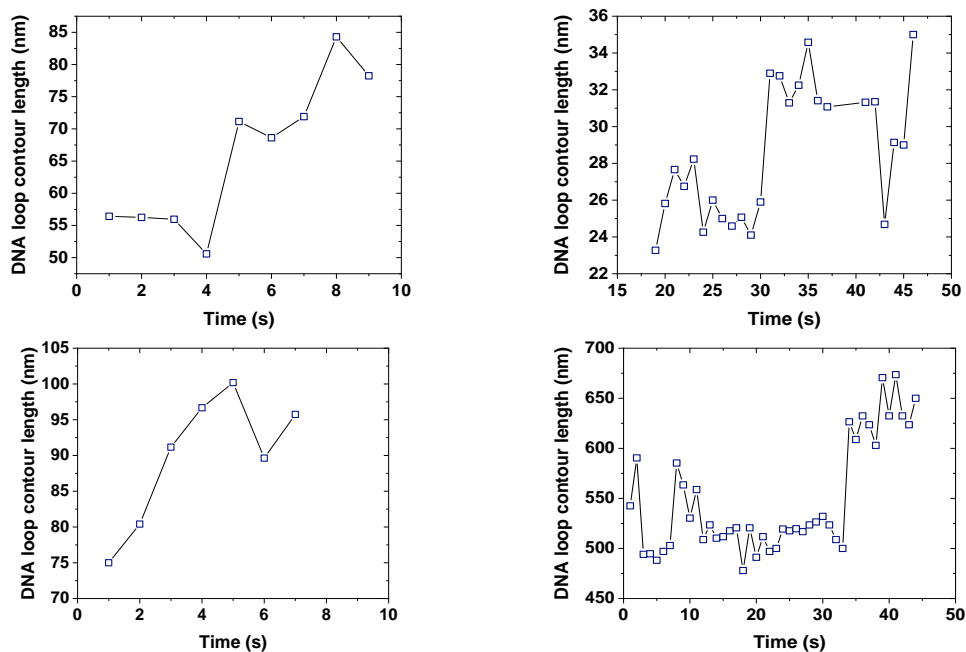 DNA loop contour length (nm)
85
80
75
70
65
60
55
50
0 2 4 6 8 10
Time (s)
DNA loop contour length (nm)
36
34
32
30
28
26
24
22
15 20 25 30 35 40 45 50
Time (s)
DNA loop contour length (nm)
105
100
95
90
85
80
75
70
0 2 4 6 8 10
Time (s)
DNA loop contour length (nm)
700
650
600
550
500
450
0 10 20 30 40 50
Time (s)